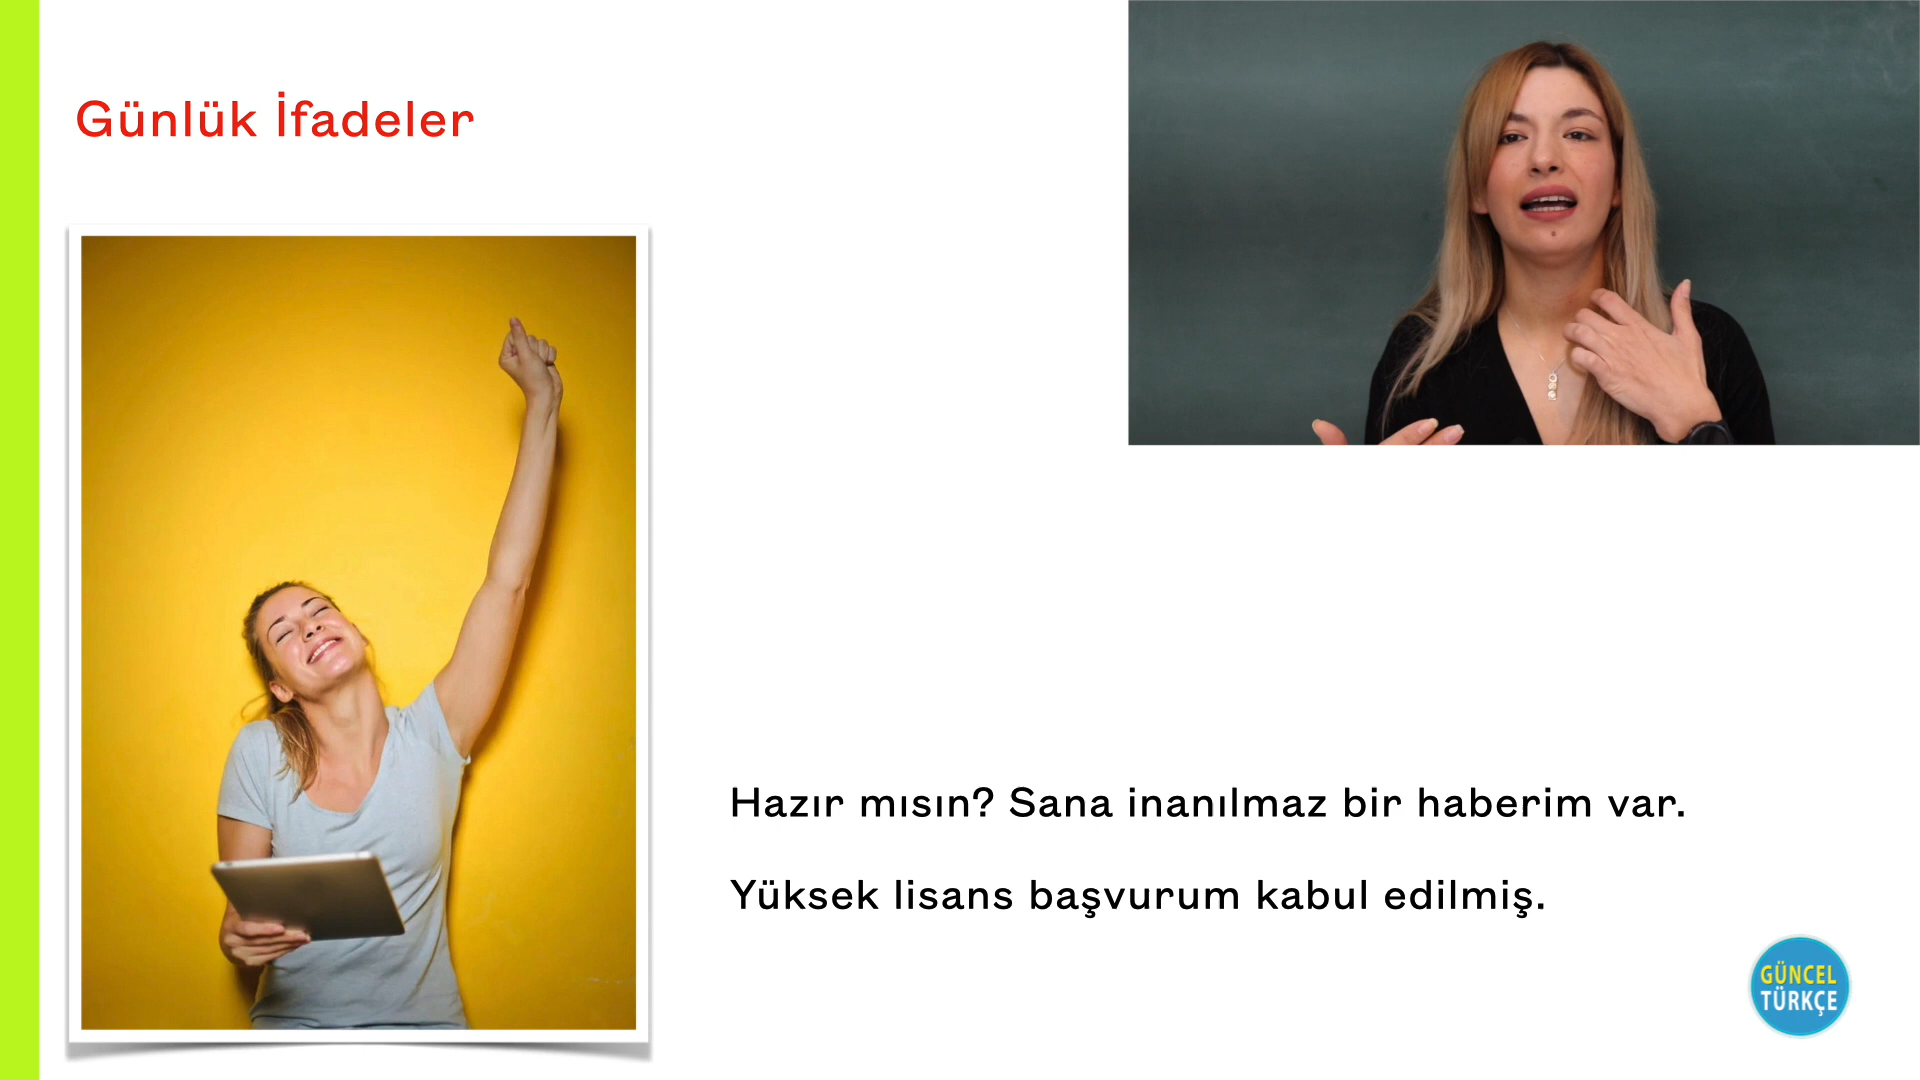 Günlük İfadeler
Hazır mısın? Sana inanılmaz bir haberim var.
Yüksek lisans başvurum kabul edilmiş.
GÜNCEL
TÜRKÇE